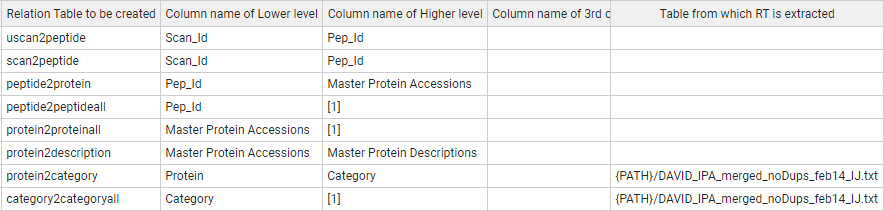 Relation Table to be created Column name of Lower level Column name of Higher level Column name of 3rd c Table from which RT is extracted
uscan2peptide Scan_Id Pep_Id
scan2peptide Scan_Id Pep_Id
peptide2protein Pep_Id Master Protein Accessions
peptide2peptideall Pep_Id [1]
protein2proteinall Master Protein Accessions [1]
protein2description Master Protein Accessions Master Protein Descriptions
protein2category Protein Category {PATH}/DAVID_IPA_merged_noDups_feb14_IJ.txt
category2categoryall Category [1] {PATH}/DAVID_IPA_merged_noDups_feb14_IJ.txt